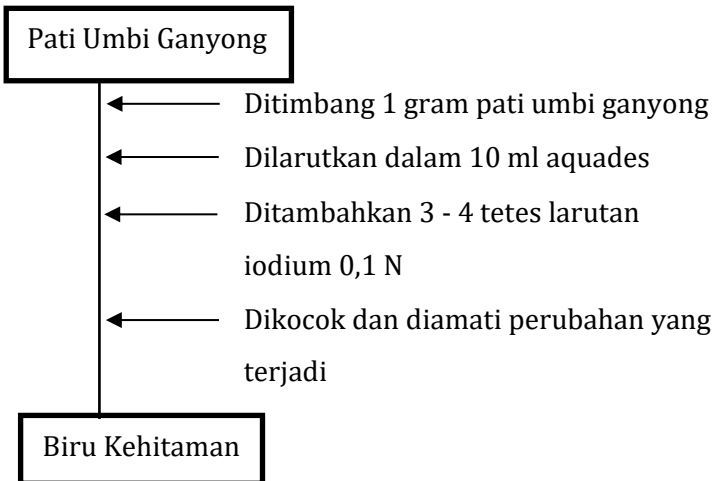 Pati Umbi Ganyong
Ditimbang 1 gram pati umbi ganyong
Dilarutkan dalam 10 ml aquades
Ditambahkan 3 - 4 tetes larutan
iodium 0,1 N
Dikocok dan diamati perubahan yang
terjadi
Biru Kehitaman